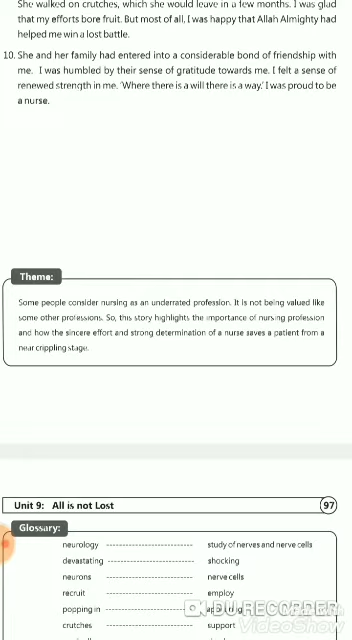 She walked on crutches, which she would leave in a few months. I was glad
that my efforts bore fruit. But most of all, I was happy that Allah Almighty had
helped me win a lost battle.
10. She and her family had entered into a considerable bond of friendship with
me. I was humbled by their sense of gratitude towards me. I felt a sense of
renewed strength in me. ‘Where there is a will there is a way.’ I was proud to be
a nurse.
Theme:
Some people consider nursing as an underrated profession. It is not being valued like
some other professions. So, this story highlights the importance of nursing profession
and how the sincere effort and strong determination of a nurse saves a patient from a
near crippling stage.
Unit 9: All is not Lost 97
Glossary:
neurology ------------------------ study of nerves and nerve cells
devastating ------------------------ shocking
neurons ------------------------ nerve cells
recruit ------------------------ employ
popping in ------------------------
DU RECORDER
crutches ------------------------ support
VideoShow